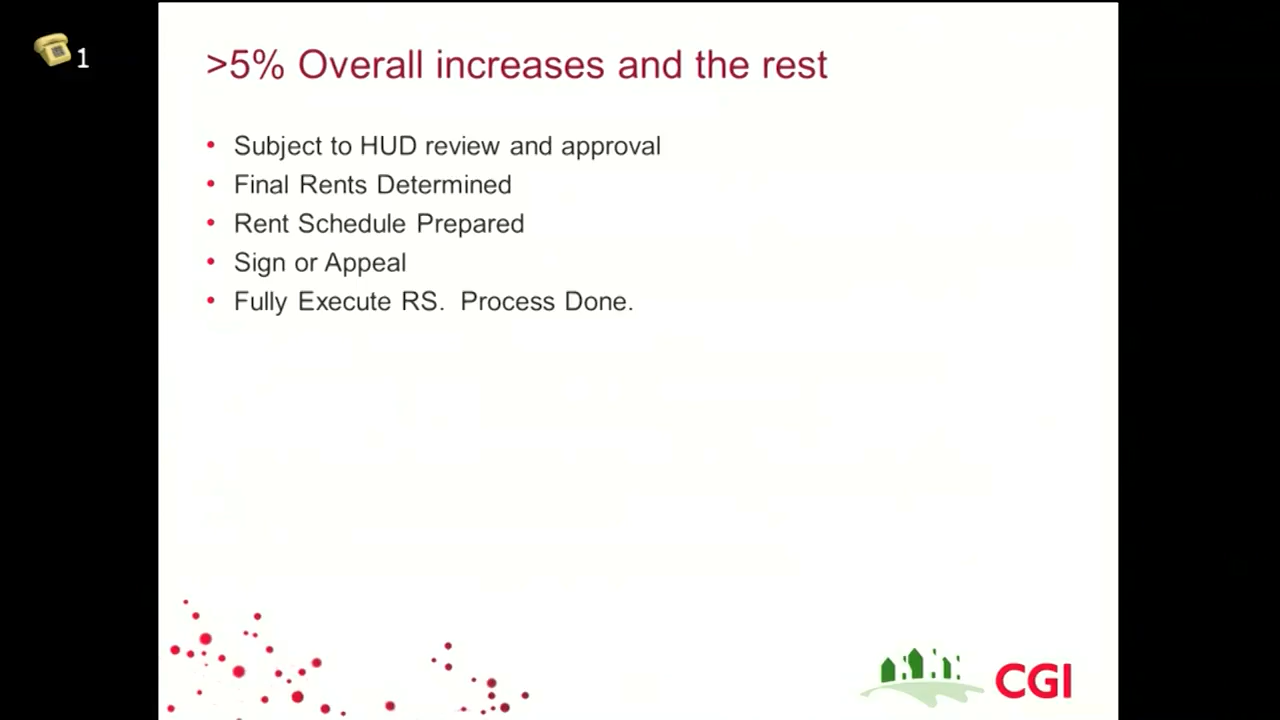 1
>5% Overall increases and the rest
• Subject to HUD review and approval
• Final Rents Determined
• Rent Schedule Prepared
• Sign or Appeal
• Fully Execute RS.  Process Done.
CGI